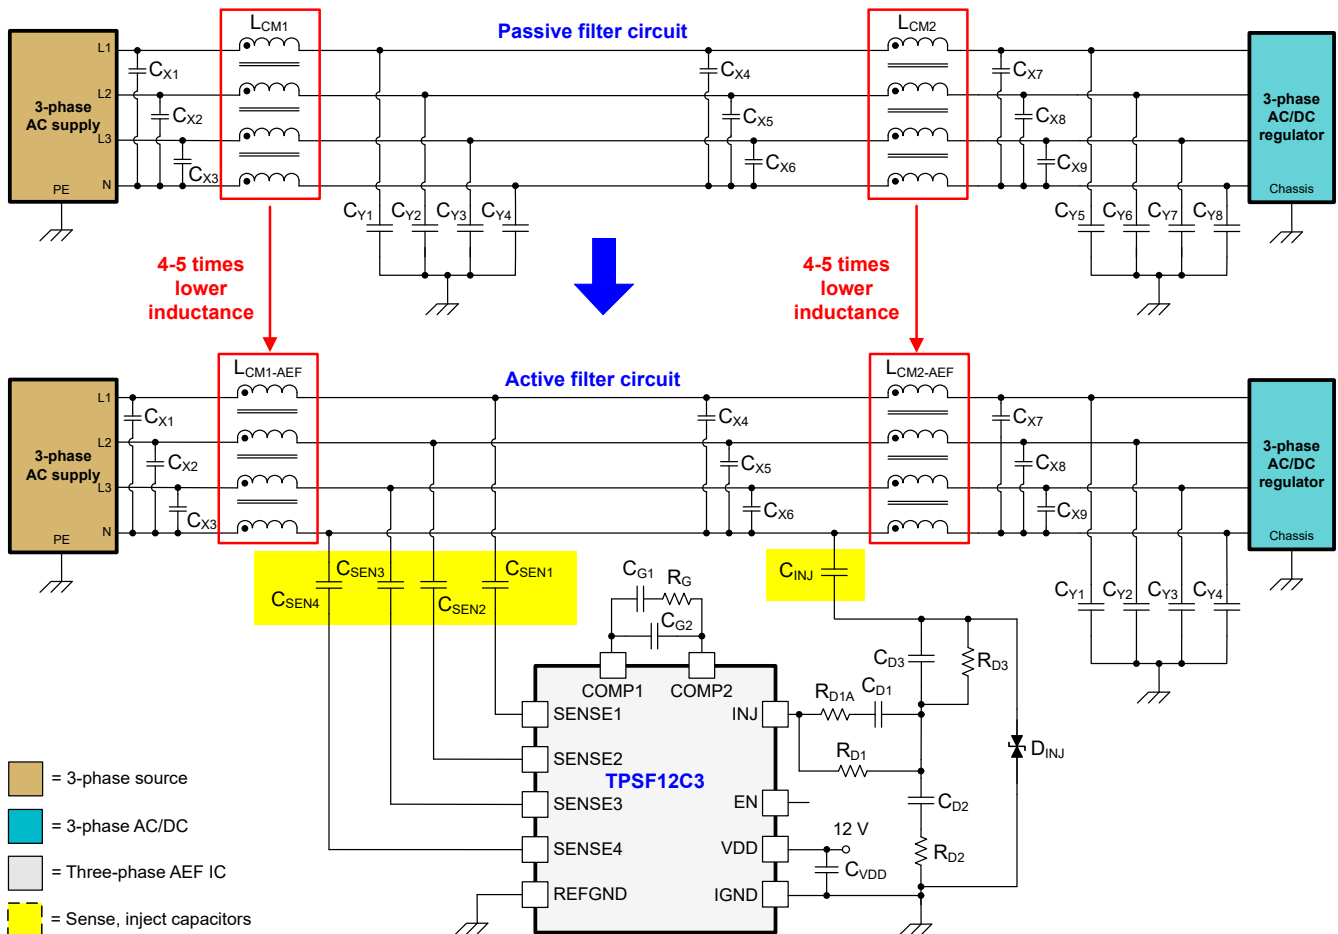 LCM1
Passive filter circuit
LCM2
L1
L2
L3
N
PE
3-phase
AC supply
CX1
CX2
CX3
CX4
CX5
CX6
CX7
CX8
CX9
3-phase
AC/DC
regulator
Chassis
CY1
CY2
CY3
CY4
CY5
CY6
CY7
CY8
4-5 times
lower
inductance
4-5 times
lower
inductance
LCM1-AEF
Active filter circuit
LCM2-AEF
L1
L2
L3
N
PE
3-phase
AC supply
CX1
CX2
CX3
CX4
CX5
CX6
CX7
CX8
CX9
3-phase
AC/DC
regulator
Chassis
CSEN3
CSEN1
CSEN4
CSEN2
CINJ
CG1
RG
CG2
CY1
CY2
CY3
CY4
COMP1
COMP2
CD3
RD3
RD1A
CD1
SENSE1
INJ
RD1
DINJ
SENSE2
TPSF12C3
SENSE3
EN
CD2
12 V
SENSE4
VDD
RD2
CVDD
REFGND
IGND
= 3-phase source
= 3-phase AC/DC
= Three-phase AEF IC
= Sense, inject capacitors